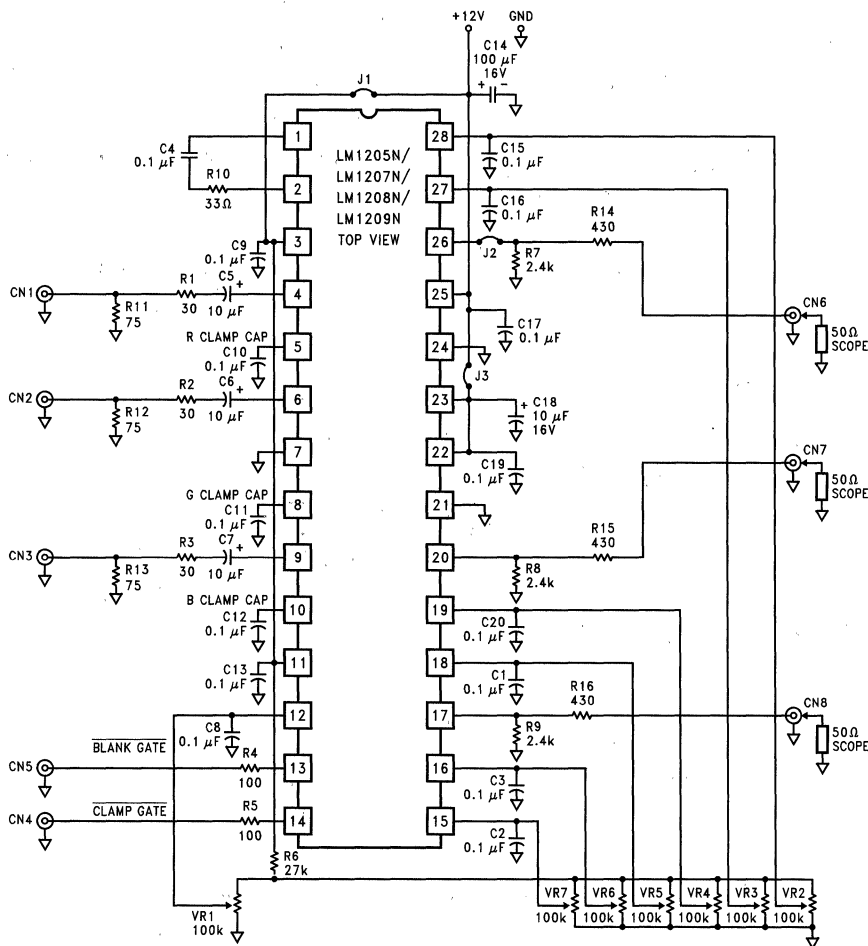 +12V
GND
C14
100 µF
16V
+ −
J1
1
28
C4
0.1 µF
C15
0.1 µF
LM1205N/
LM1207N/
LM1208N/
LM1209N
TOP VIEW
R10
33Ω
2
27
C16
0.1 µF
R14
430
C9
0.1 µF
3
26
J2
R7
2.4k
CN1
R11
75
R1
30
C5
+
10 µF
4
25
CN6
50Ω
SCOPE
C17
0.1 µF
R CLAMP CAP
C10
0.1 µF
5
24
J3
CN2
R12
75
R2
30
C6
+
10 µF
6
23
+
C18
10 µF
16V
7
22
C19
0.1 µF
CN7
50Ω
SCOPE
G CLAMP CAP
C11
0.1 µF
8
21
CN3
R13
75
R3
30
C7
+
10 µF
9
20
R8
2.4k
R15
430
B CLAMP CAP
C12
0.1 µF
10
19
C20
0.1 µF
C13
0.1 µF
11
18
C1
0.1 µF
R16
430
C8
0.1 µF
12
17
R9
2.4k
CN8
50Ω
SCOPE
BLANK GATE
CN5
R4
100
13
16
C3
0.1 µF
CLAMP GATE
CN4
R5
100
14
15
C2
0.1 µF
R6
27k
VR1
100k
VR7
100k
VR6
100k
VR5
100k
VR4
100k
VR3
100k
VR2
100k